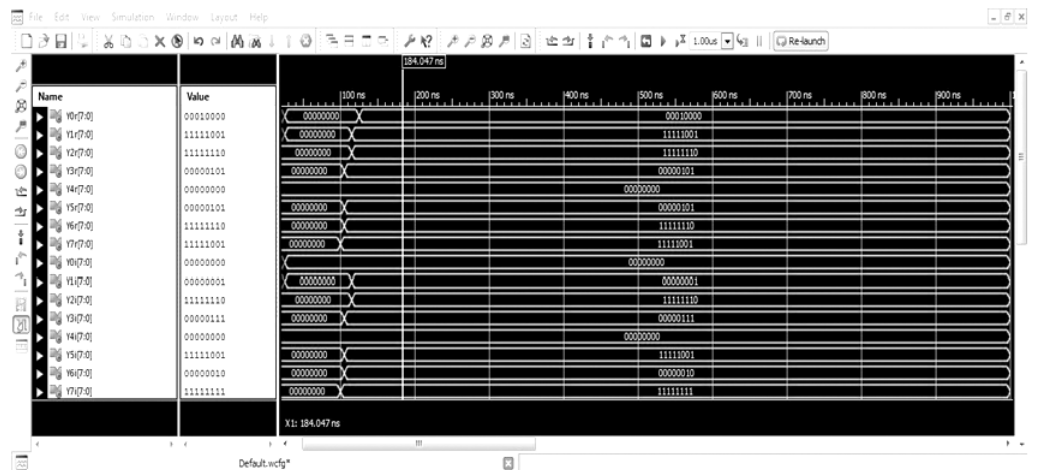 File Edit View Simulation Window Layout Help
1.00us Re-launch
184.047 ns
Name Value 100 ns 200 ns 300 ns 400 ns 500 ns 600 ns 700 ns 800 ns 900 ns
Y0r[7:0] 00010000 00000000 00010000
Y1r[7:0] 11111001 00000000 11111001
Y2r[7:0] 11111110 00000000 11111110
Y3r[7:0] 00000101 00000000 00000101
Y4r[7:0] 00000000 00000000
Y5r[7:0] 00000101 00000000 00000101
Y6r[7:0] 11111110 00000000 11111110
Y7r[7:0] 11111001 00000000 11111001
Y0i[7:0] 00000000 00000000
Y1i[7:0] 00000001 00000000 00000001
Y2i[7:0] 11111110 00000000 11111110
Y3i[7:0] 00000111 00000000 00000111
Y4i[7:0] 00000000 00000000
Y5i[7:0] 11111001 00000000 11111001
Y6i[7:0] 00000010 00000000 00000010
Y7i[7:0] 11111111 00000000 11111111
X1: 184.047 ns
Default.wcfg*